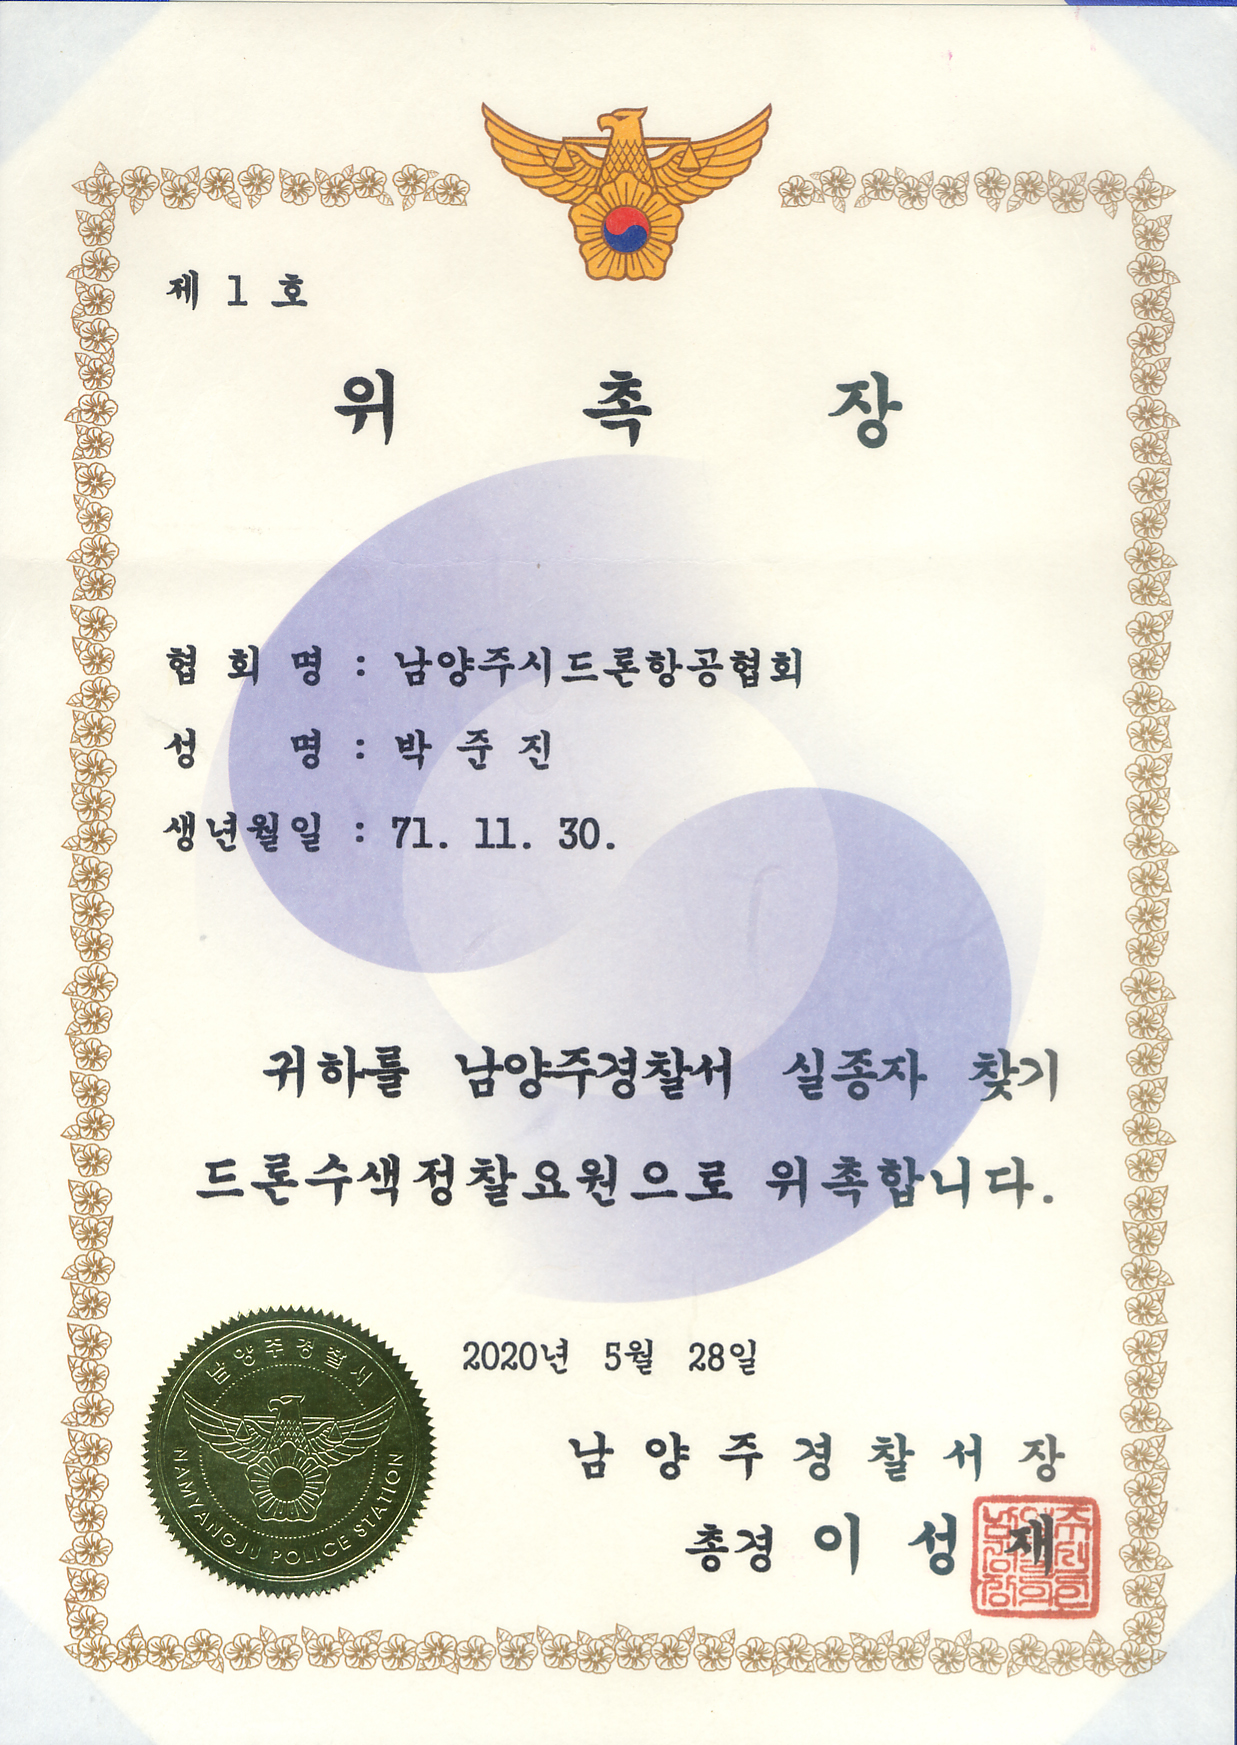 제 1 호
위 촉 장
협 회 명 : 남양주시드론항공협회
성 명 : 박 준 진
생년월일 : 71. 11. 30.
귀하를 남양주경찰서 실종자 찾기
드론수색정찰요원으로 위촉합니다.
2020년 5월 28일
남 양 주 경 찰 서 장
총경 이 성 재
남양주경찰서
NAMYANGJU POLICE STATION